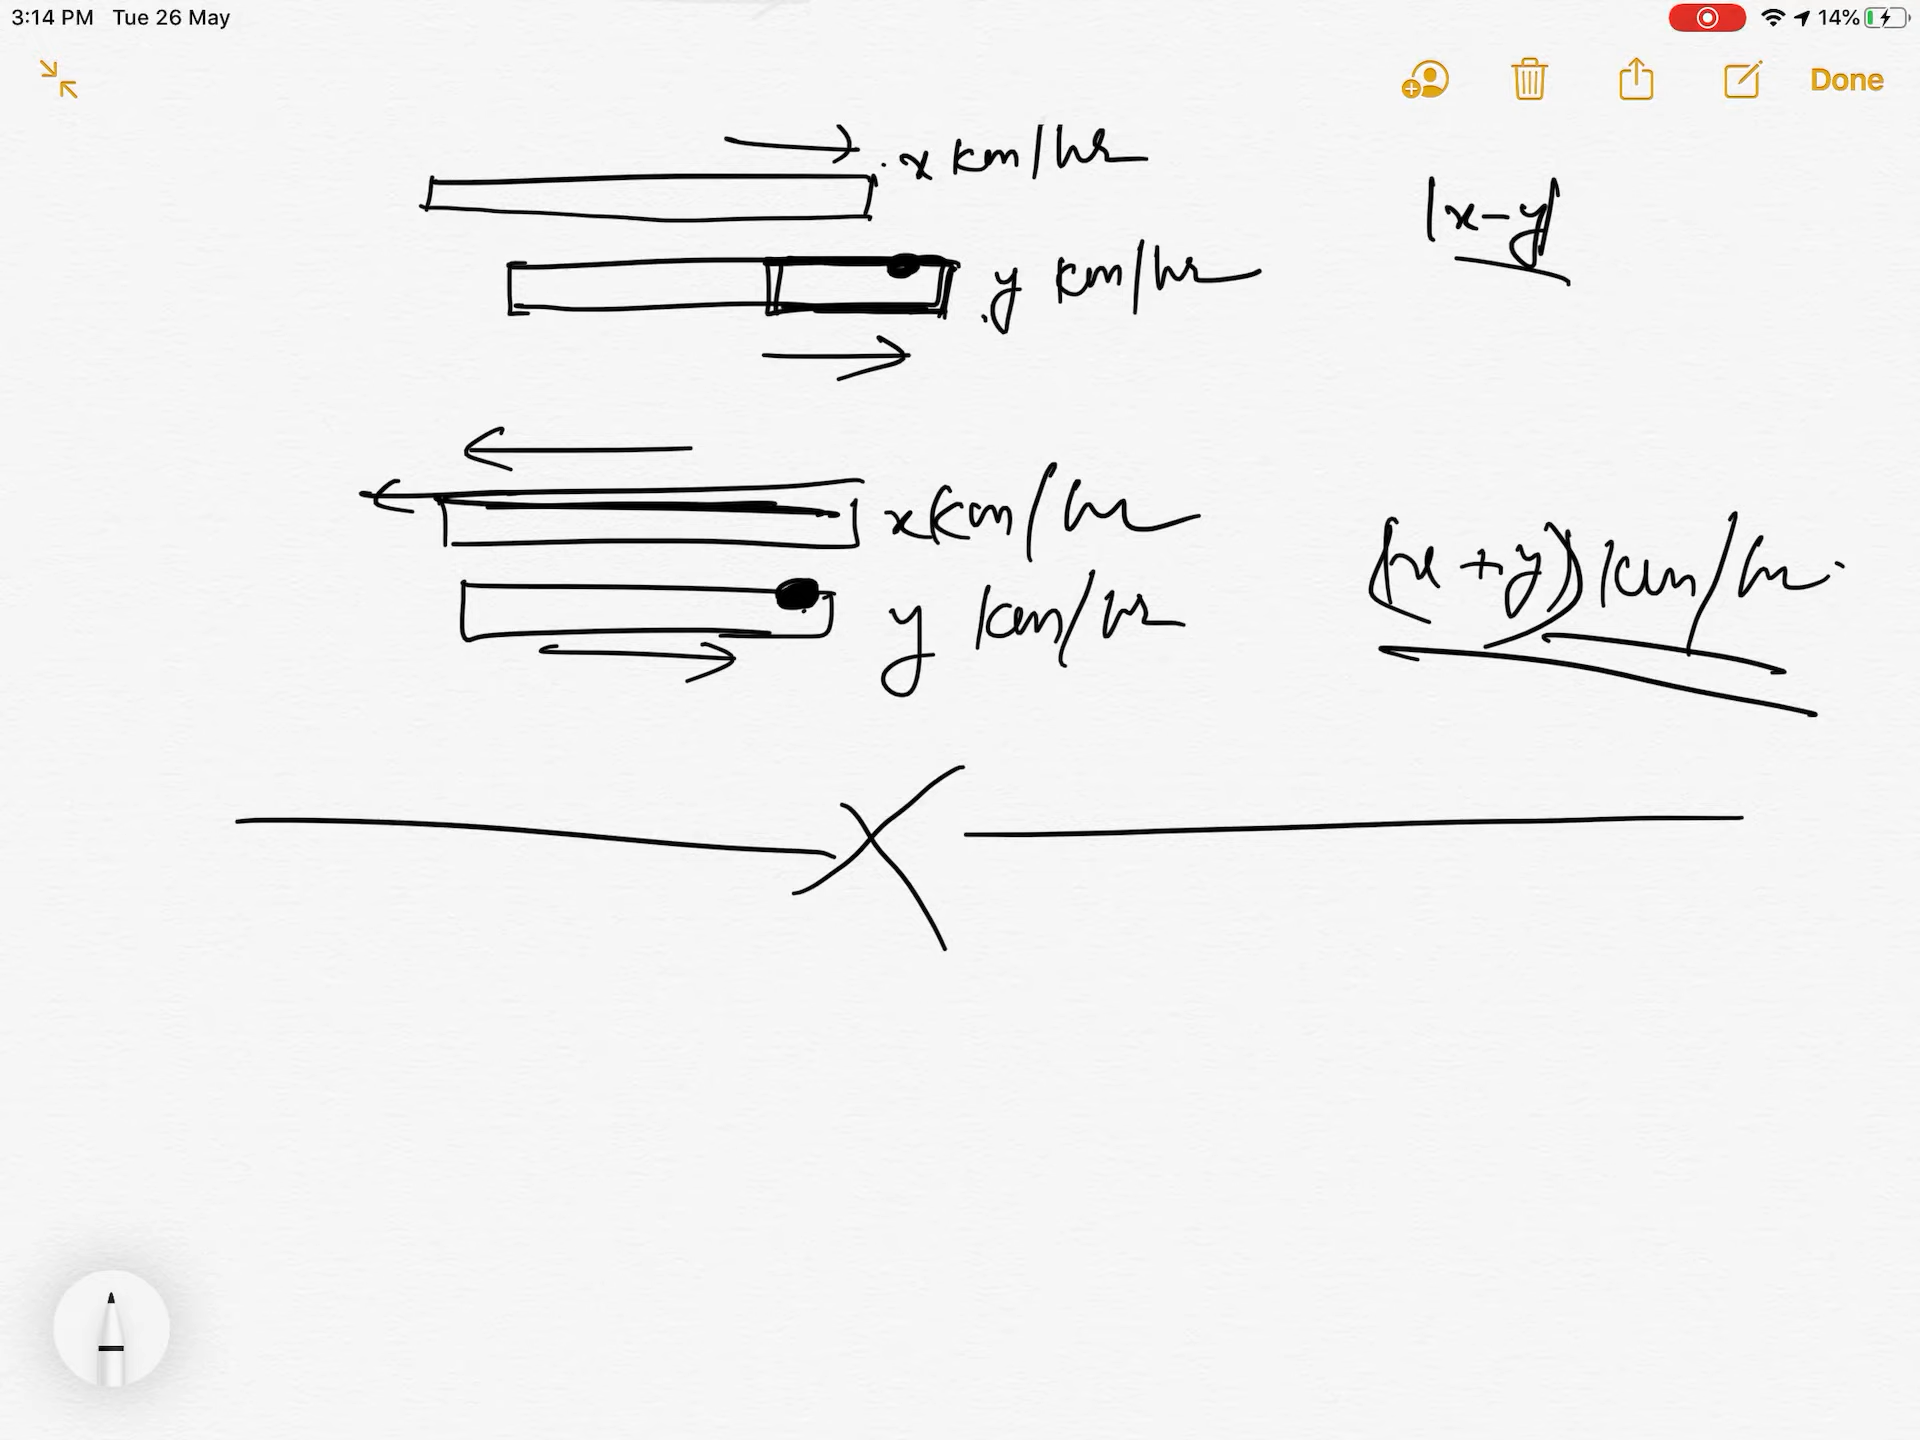 3:14 PM Tue 26 May
14%
Done
x km/hr
|x-y|
y km/hr
x km/hr
(x+y) km/hr
y km/hr